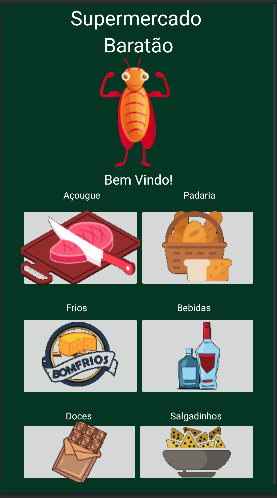 Supermercado
Baratão
Bem Vindo!
Açougue Padaria
Frios Bebidas
BOMFRIOS
Doces Salgadinhos